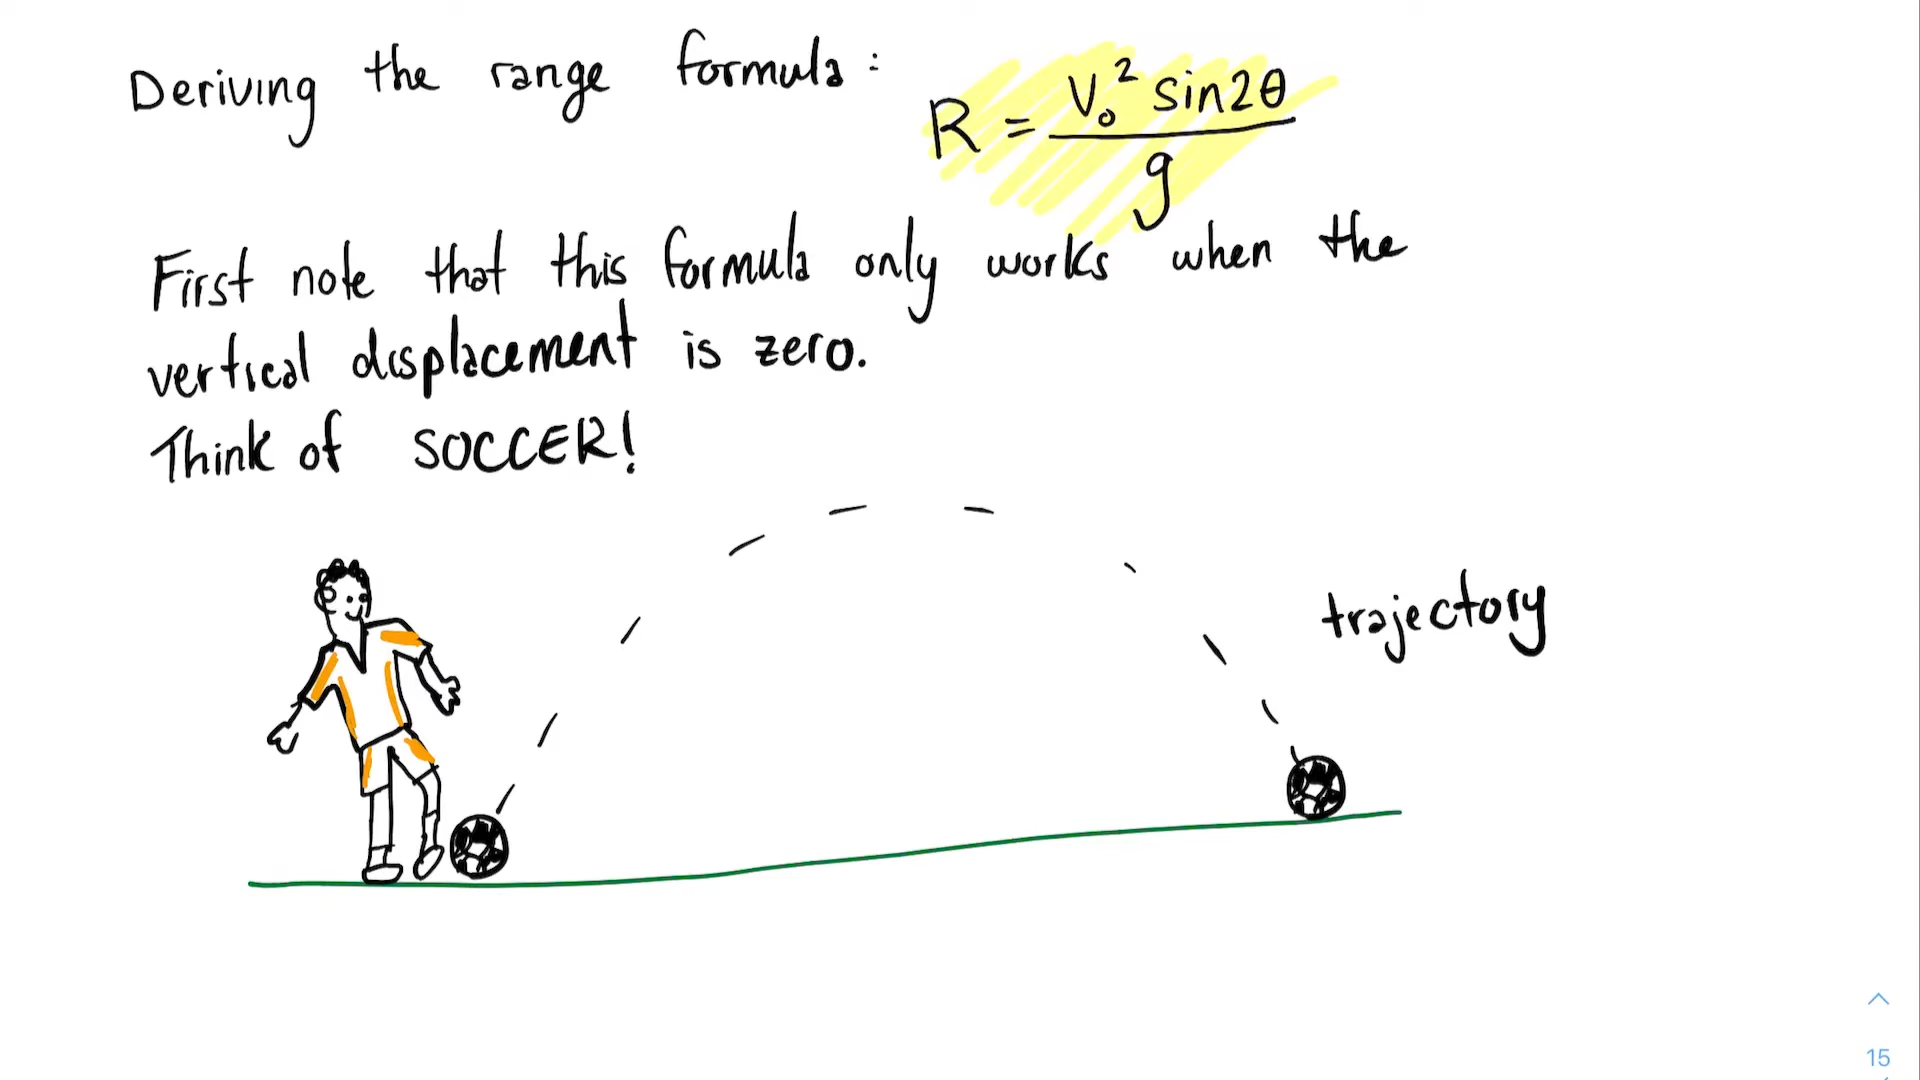 Deriving the range formula: R = V₀² sin2θ / g
First note that this formula only works when the
vertical displacement is zero.
Think of SOCCER!
trajectory
15